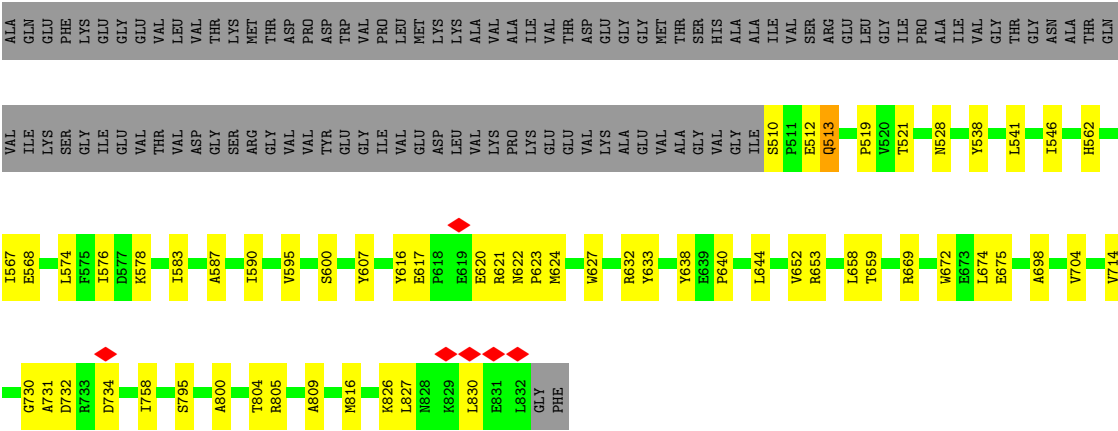 ALA GLN GLU PHE LYS GLU GLY GLU VAL LEU VAL THR LYS MET THR ASP PRO ASP TRP VAL PRO LEU MET LYS LYS ALA VAL ALA ILE VAL THR ASP GLU GLY GLY MET THR SER HIS ALA ALA ILE VAL SER ARG GLU LEU GLY ILE PRO ALA ILE VAL GLY THR GLY ASN ALA THR GLN
VAL ILE LYS SER GLY ILE GLU VAL THR VAL ASP GLY SER ARG GLY VAL VAL TYR GLU GLY ILE VAL GLU ASP LEU VAL LYS PRO LYS GLU GLU VAL LYS ALA GLU VAL ALA GLY VAL GLY ILE S510 P511 E512 Q513 P519 V520 T521 N528 Y538 L541 I546 H562
I567 E568 L574 F575 I576 D577 K578 I583 A587 I590 V595 S600 Y607 Y616 E617 P618 E619 E620 R621 N622 P623 M624 W627 R632 Y633 Y638 E639 P640 L644 V652 R653 L658 T659 R669 W672 E673 L674 E675 A698 V704 V714
G730 A731 D732 R733 D734 I758 S795 A800 T804 R805 A809 M816 K826 L827 N828 K829 L830 E831 L832 GLY PHE